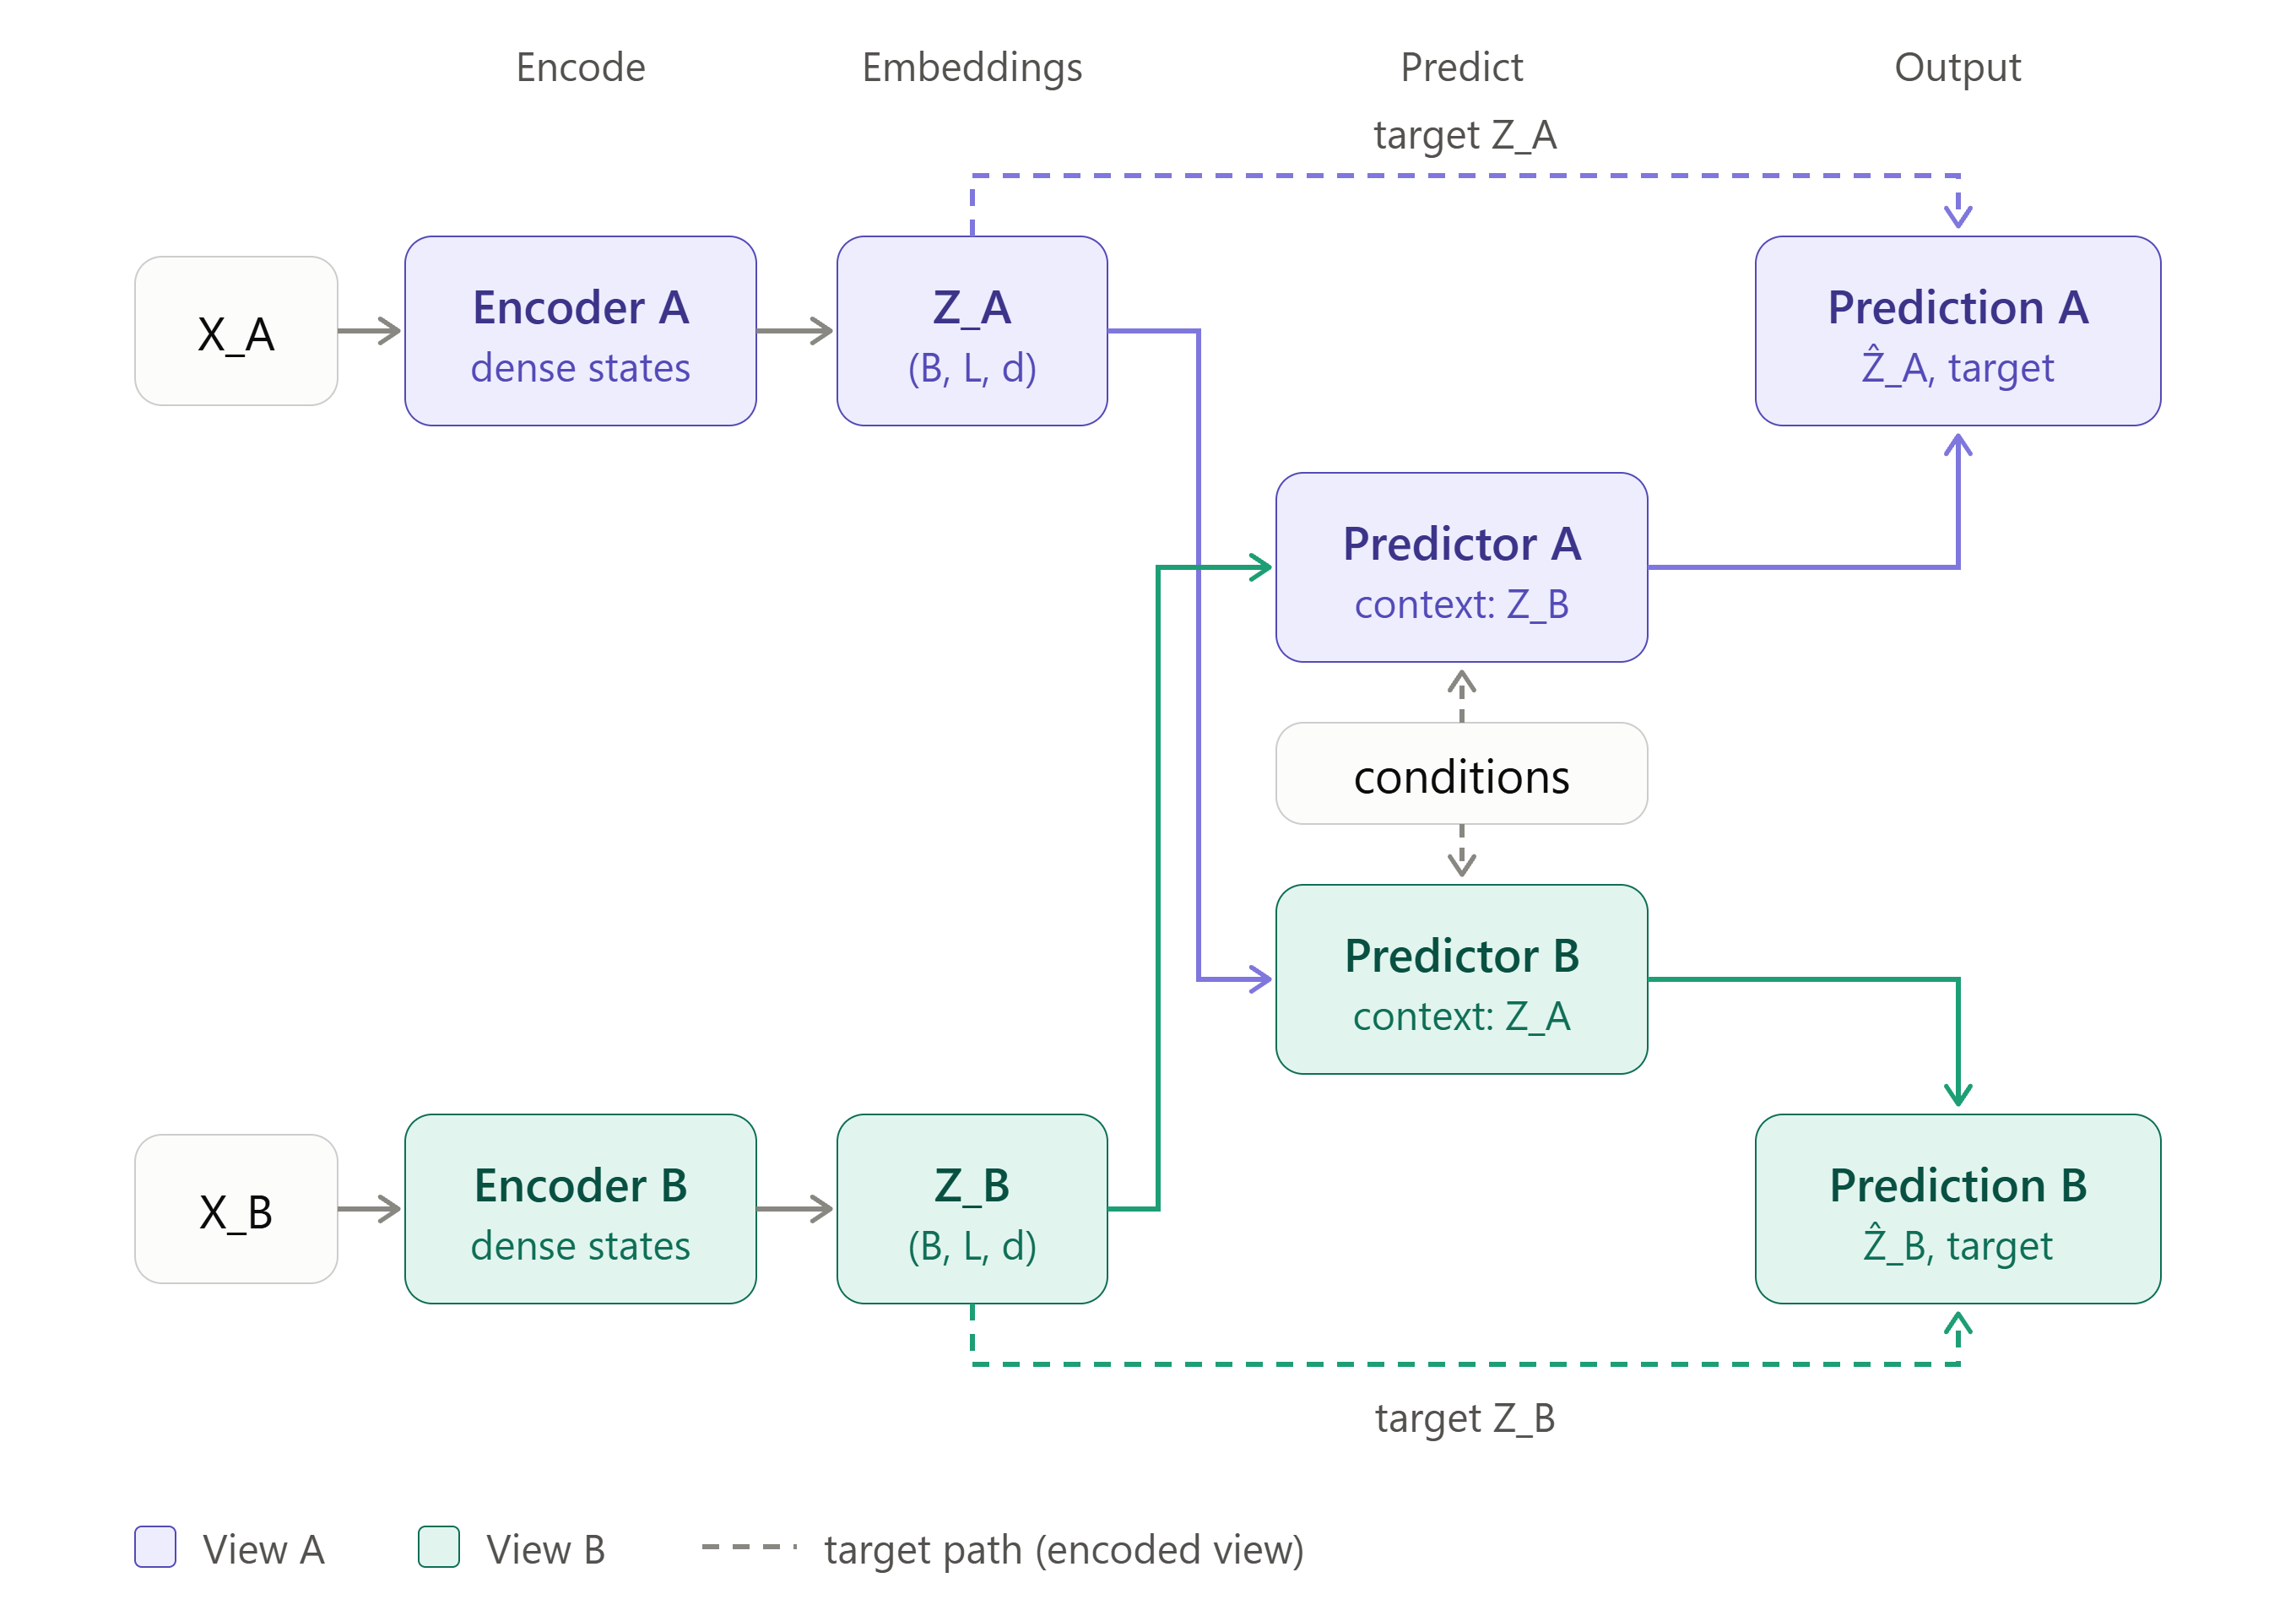 Encode
Embeddings
Predict
Output
target Z_A
X_A
Encoder A
dense states
Z_A
(B, L, d)
Prediction A
Ẑ_A, target
Predictor A
context: Z_B
conditions
Predictor B
context: Z_A
X_B
Encoder B
dense states
Z_B
(B, L, d)
Prediction B
Ẑ_B, target
target Z_B
View A
View B
target path (encoded view)